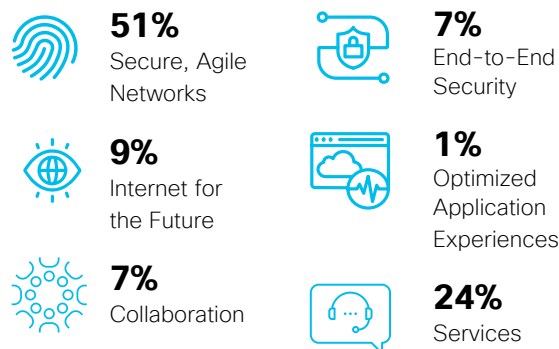 51%
Secure, Agile
Networks
9%
Internet for
the Future
7%
Collaboration
7%
End-to-End
Security
1%
Optimized
Application
Experiences
24%
Services